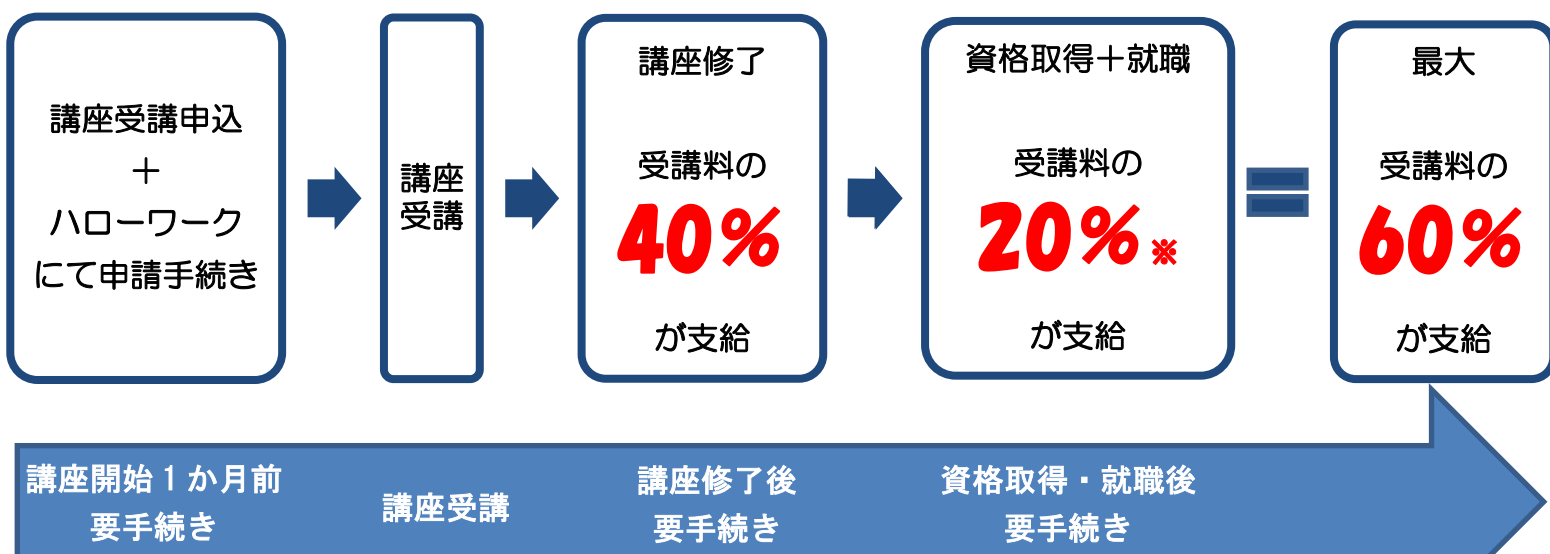 講座受講申込
＋
ハローワーク
にて申請手続き
講座
受講
講座修了
受講料の
40%
が支給
資格取得＋就職
受講料の
20%※
が支給
最大
受講料の
60%
が支給
講座開始1か月前
要手続き
講座受講
講座修了後
要手続き
資格取得・就職後
要手続き